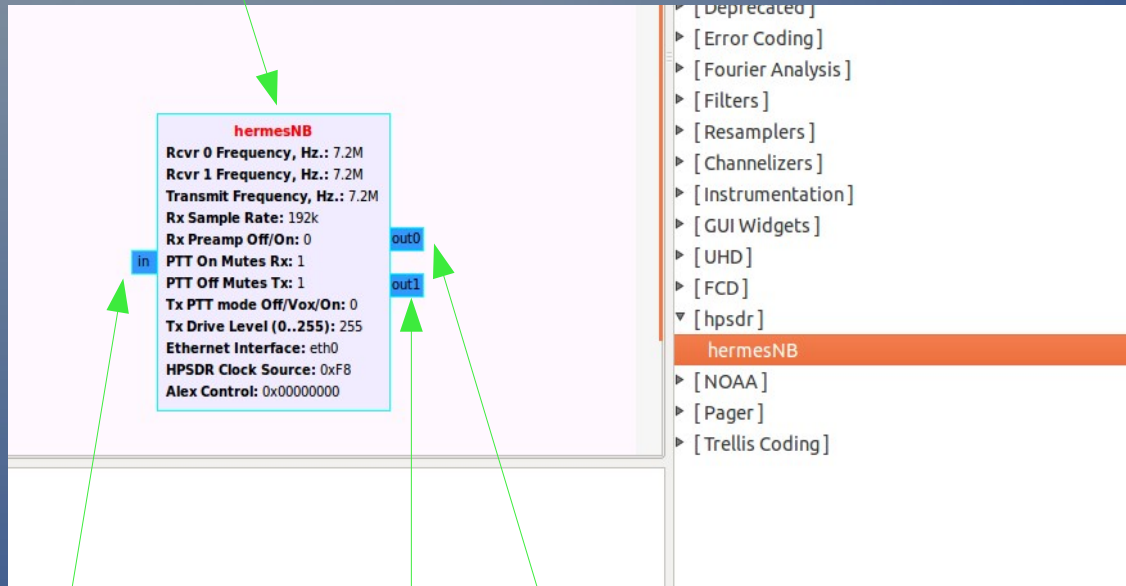 hermesNB
Rcvr 0 Frequency, Hz.: 7.2M
Rcvr 1 Frequency, Hz.: 7.2M
Transmit Frequency, Hz.: 7.2M
Rx Sample Rate: 192k
Rx Preamp Off/On: 0
PTT On Mutes Rx: 1
PTT Off Mutes Tx: 1
Tx PTT mode Off/Vox/On: 0
Tx Drive Level (0..255): 255
Ethernet Interface: eth0
HPSDR Clock Source: 0xF8
Alex Control: 0x00000000
in
out0
out1
[ Deprecated ]
[ Error Coding ]
[ Fourier Analysis ]
[ Filters ]
[ Resamplers ]
[ Channelizers ]
[ Instrumentation ]
[ GUI Widgets ]
[ UHD ]
[ FCD ]
[ hpsdr ]
hermesNB
[ NOAA ]
[ Pager ]
[ Trellis Coding ]